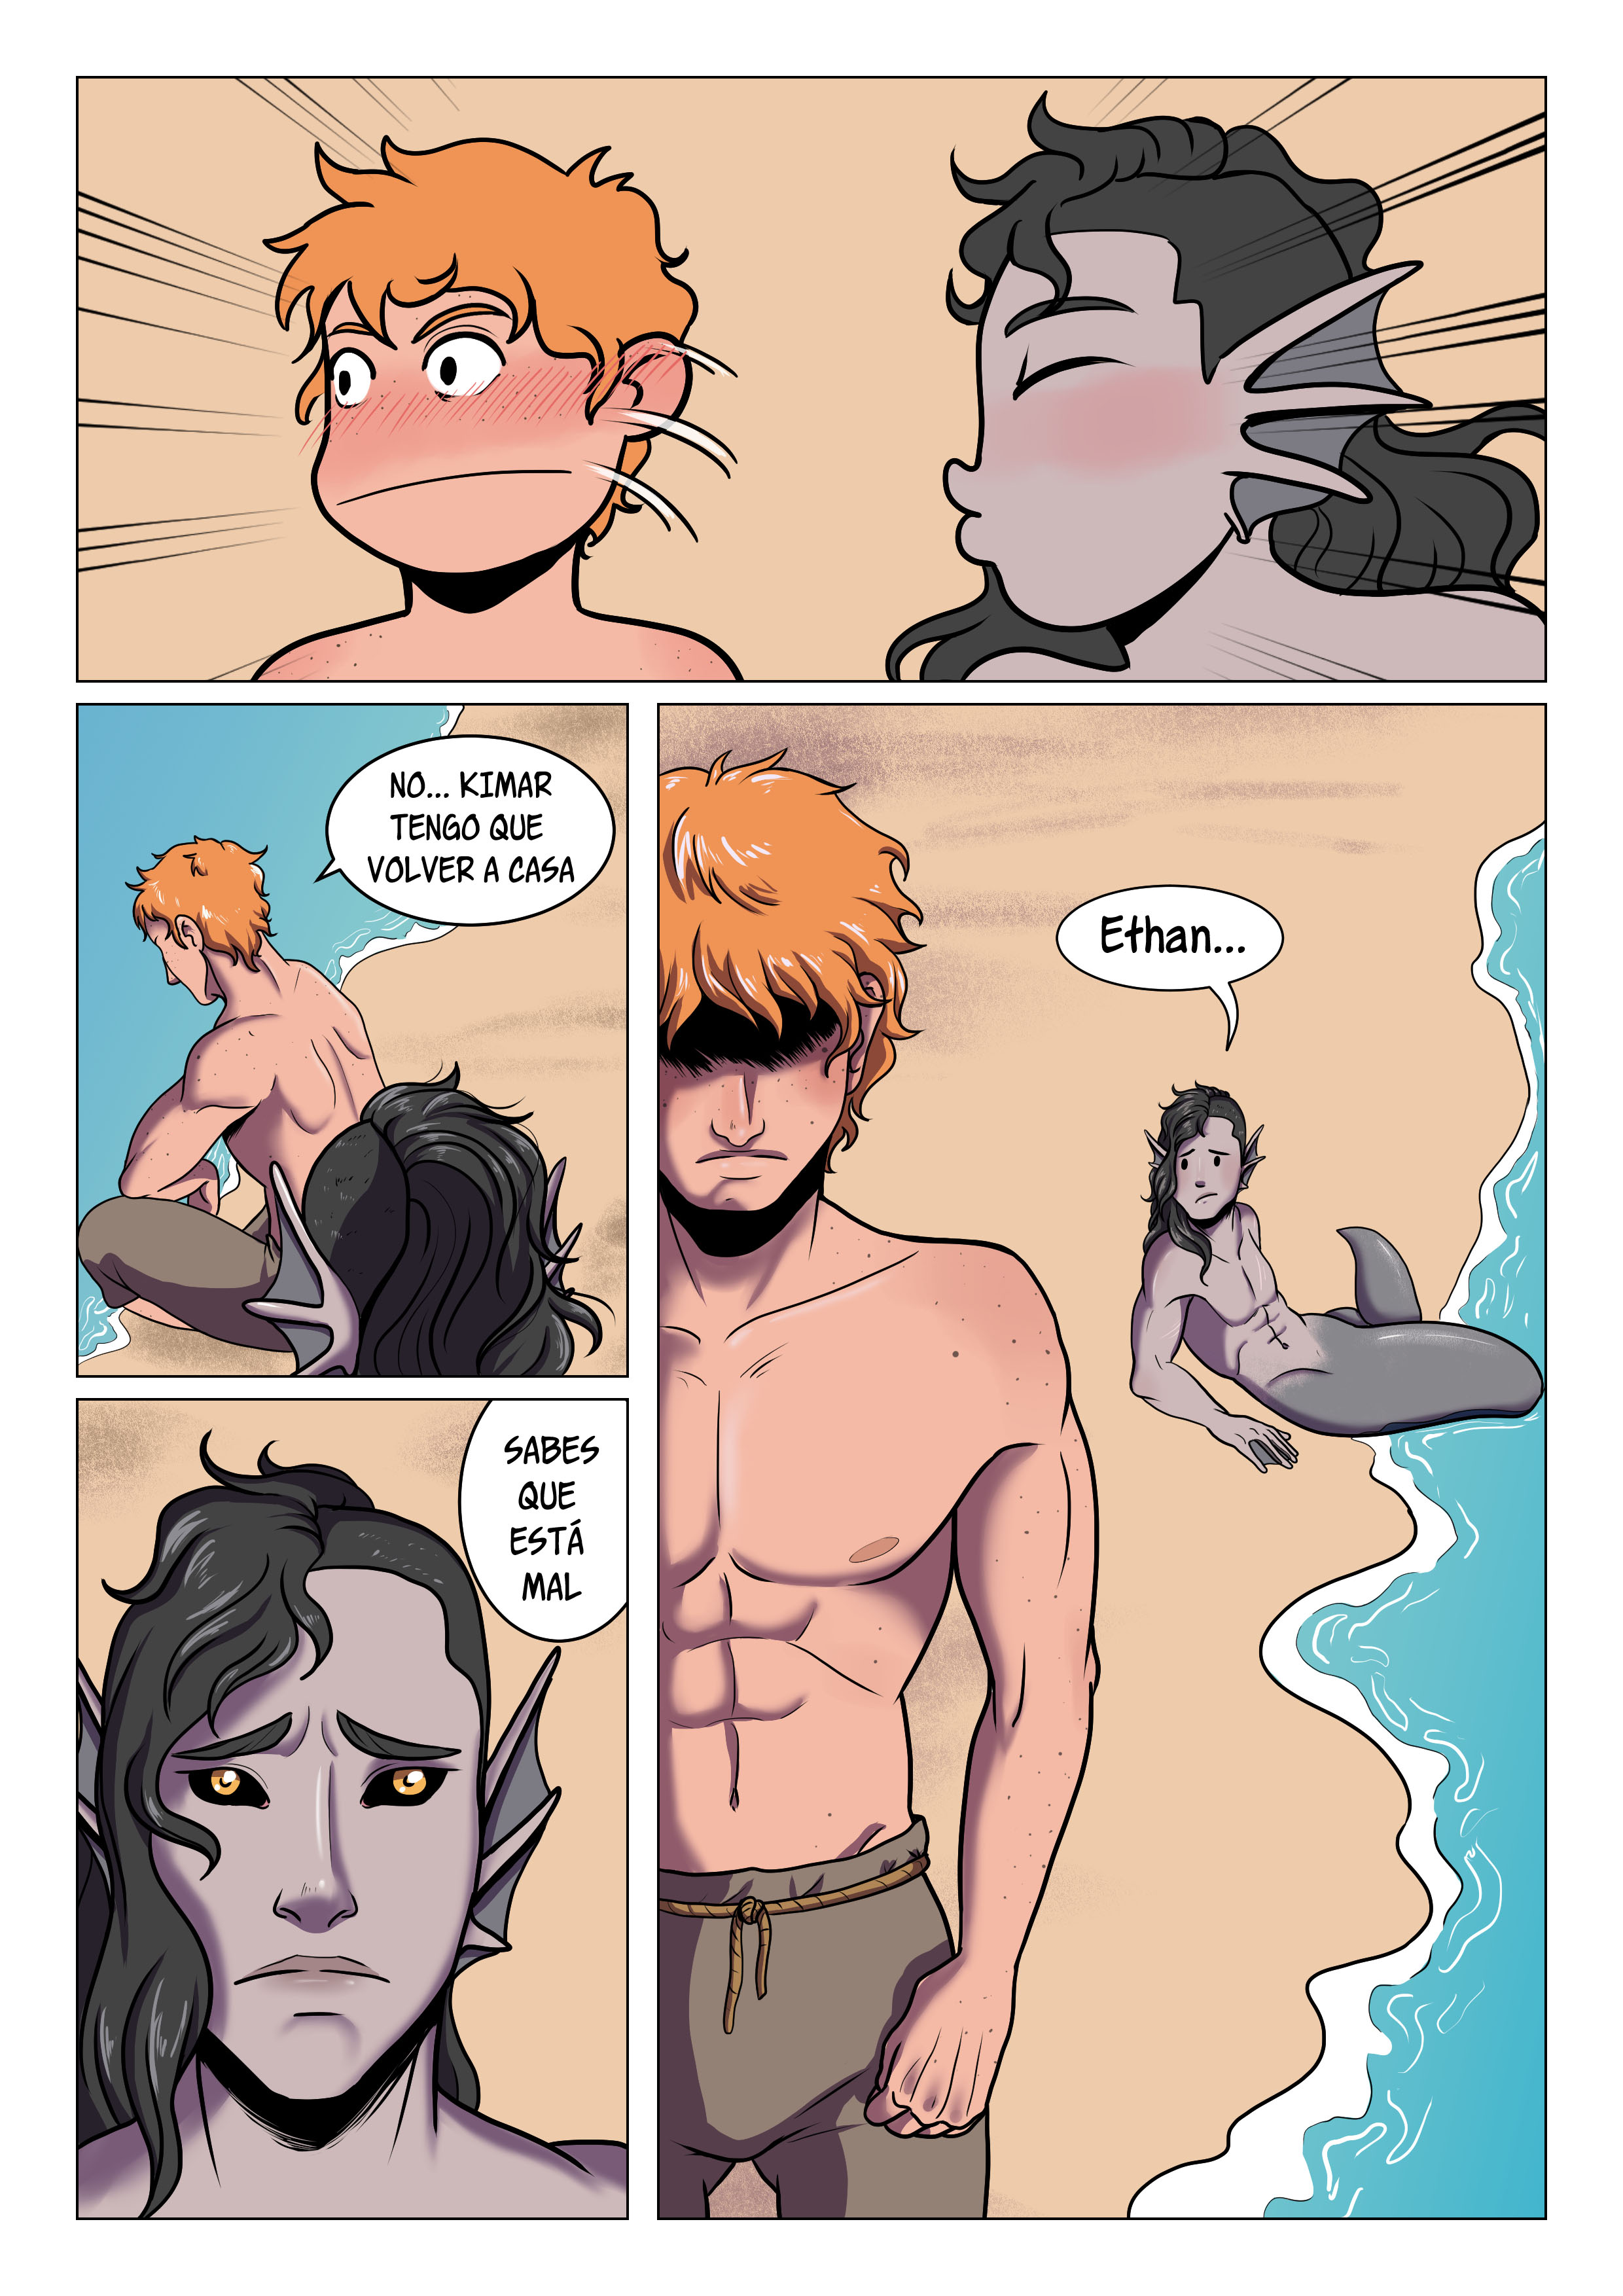 NO... KIMAR
TENGO QUE
VOLVER A CASA
SABES
QUE
ESTÁ
MAL
Ethan...